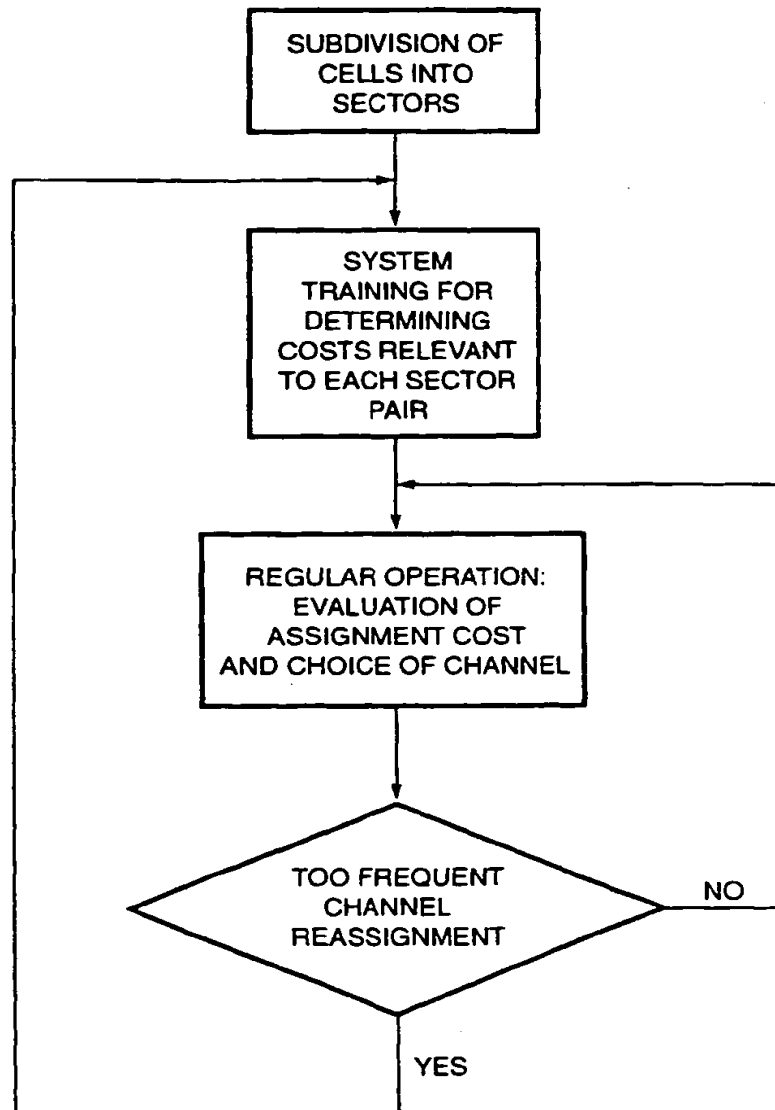 SUBDIVISION OF
CELLS INTO
SECTORS
SYSTEM
TRAINING FOR
DETERMINING
COSTS RELEVANT
TO EACH SECTOR
PAIR
REGULAR OPERATION:
EVALUATION OF
ASSIGNMENT COST
AND CHOICE OF CHANNEL
TOO FREQUENT
CHANNEL
REASSIGNMENT
NO
YES